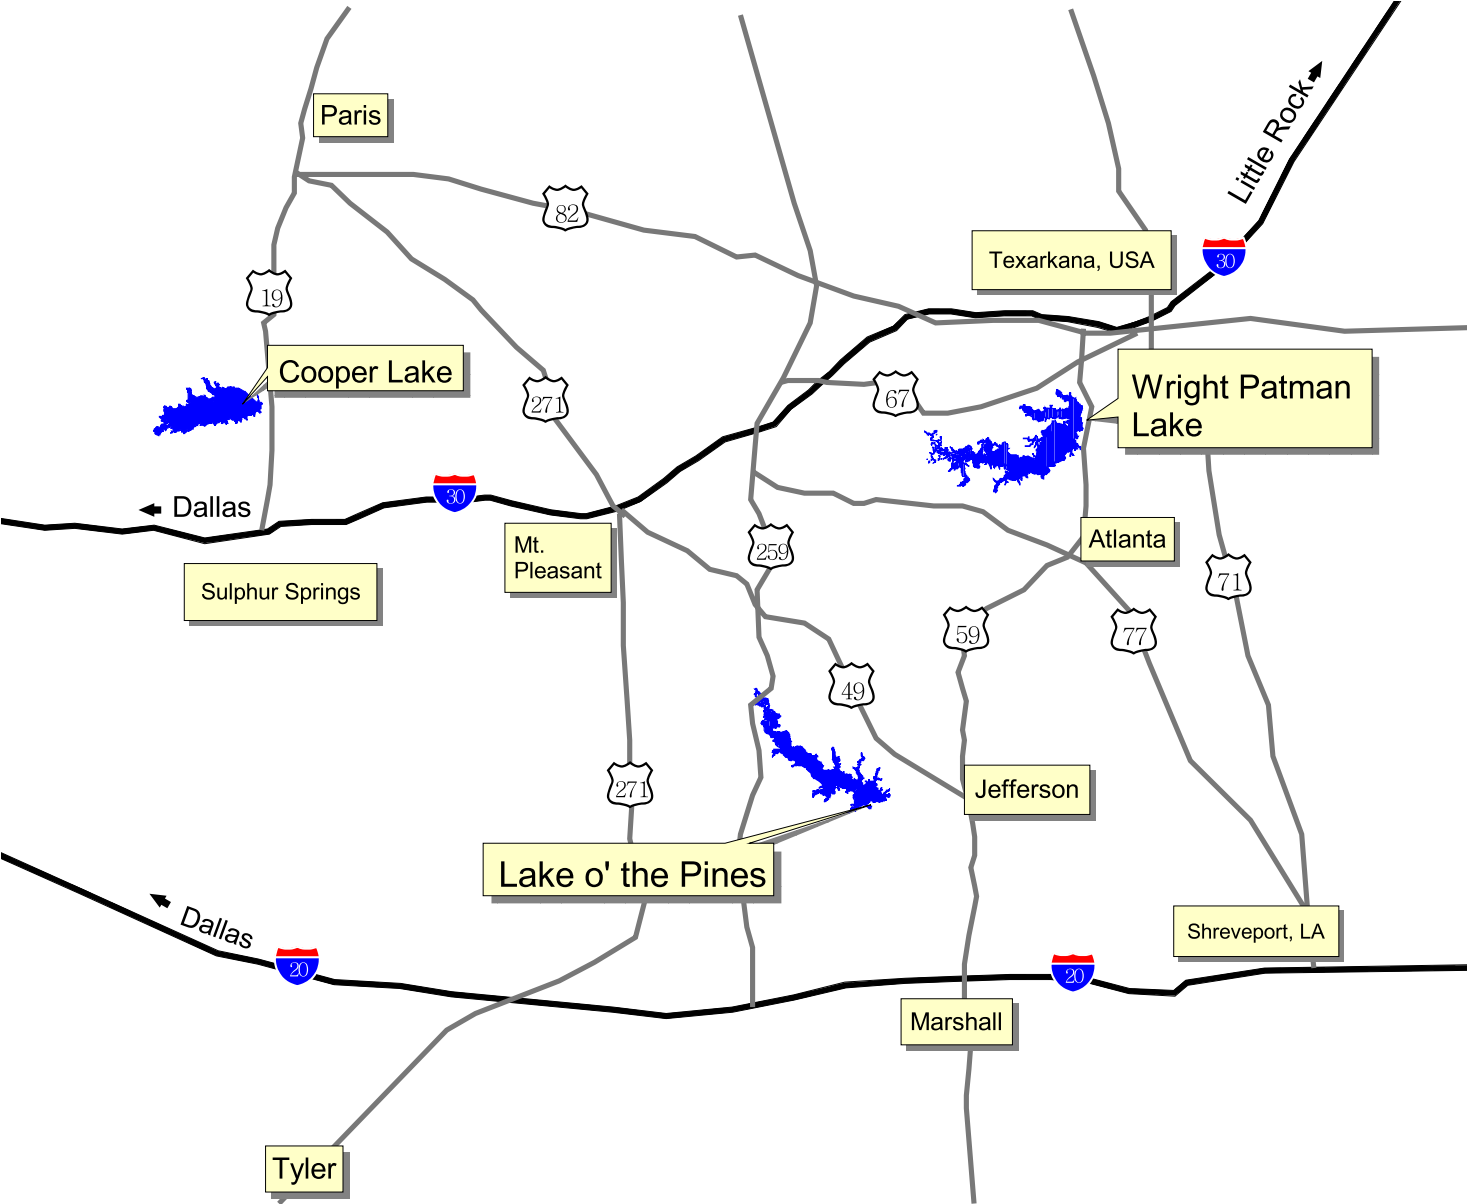 Paris
Little Rock
82
Texarkana, USA
30
19
Cooper Lake
271
67
Wright Patman
Lake
Dallas
30
Mt.
Pleasant
259
Atlanta
Sulphur Springs
71
59
77
49
271
Jefferson
Lake o' the Pines
Dallas
20
Shreveport, LA
20
Marshall
Tyler